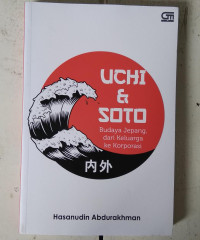 UCHI
&
SOTO
Budaya Jepang,
dari Keluarga
ke Korporasi
内外
Hasanudin Abdurakhman